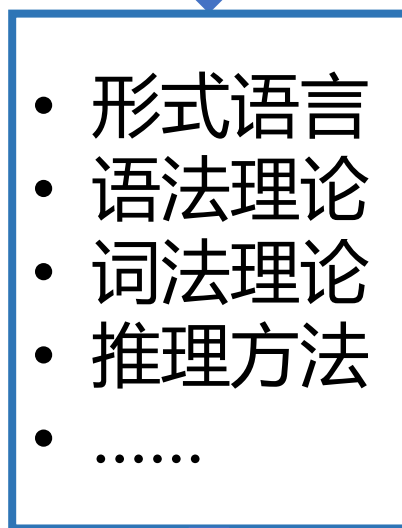 • 形式语言
• 语法理论
• 词法理论
• 推理方法
• ……